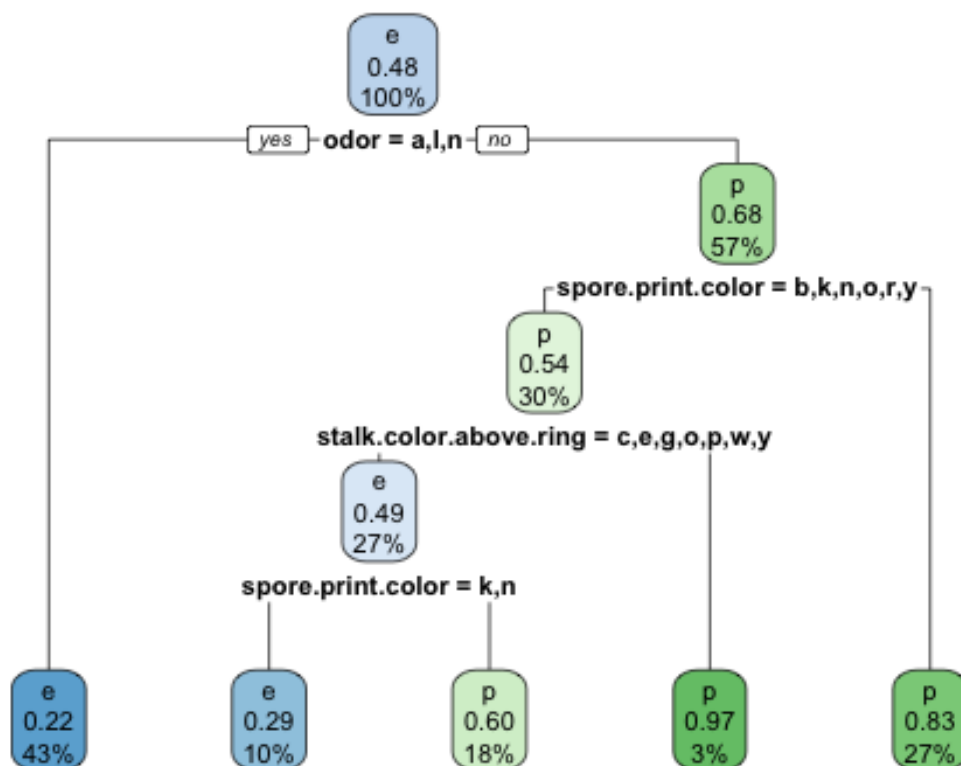 e
0.48
100%
yes odor = a,l,n no
p
0.68
57%
spore.print.color = b,k,n,o,r,y
p
0.54
30%
stalk.color.above.ring = c,e,g,o,p,w,y
e
0.49
27%
spore.print.color = k,n
e
0.22
43%
e
0.29
10%
p
0.60
18%
p
0.97
3%
p
0.83
27%